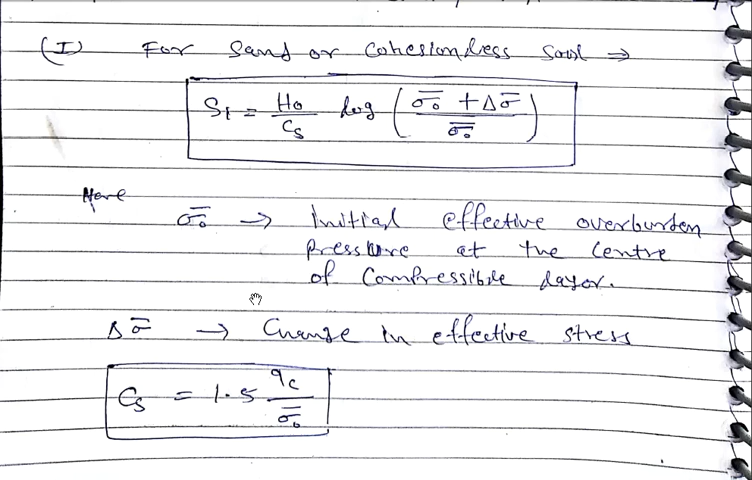 (I) For Sand or Cohesionless Soil ⇒
S₁ = H₀/Cs log ( (σ̄₀ + Δσ̄) / σ̄₀ )
Here
σ̄₀ → Initial effective overburden
Pressure at the Centre
of Compressible layer.
Δσ̄ → Change in effective stress
Cs = 1.5 qc/σ̄₀